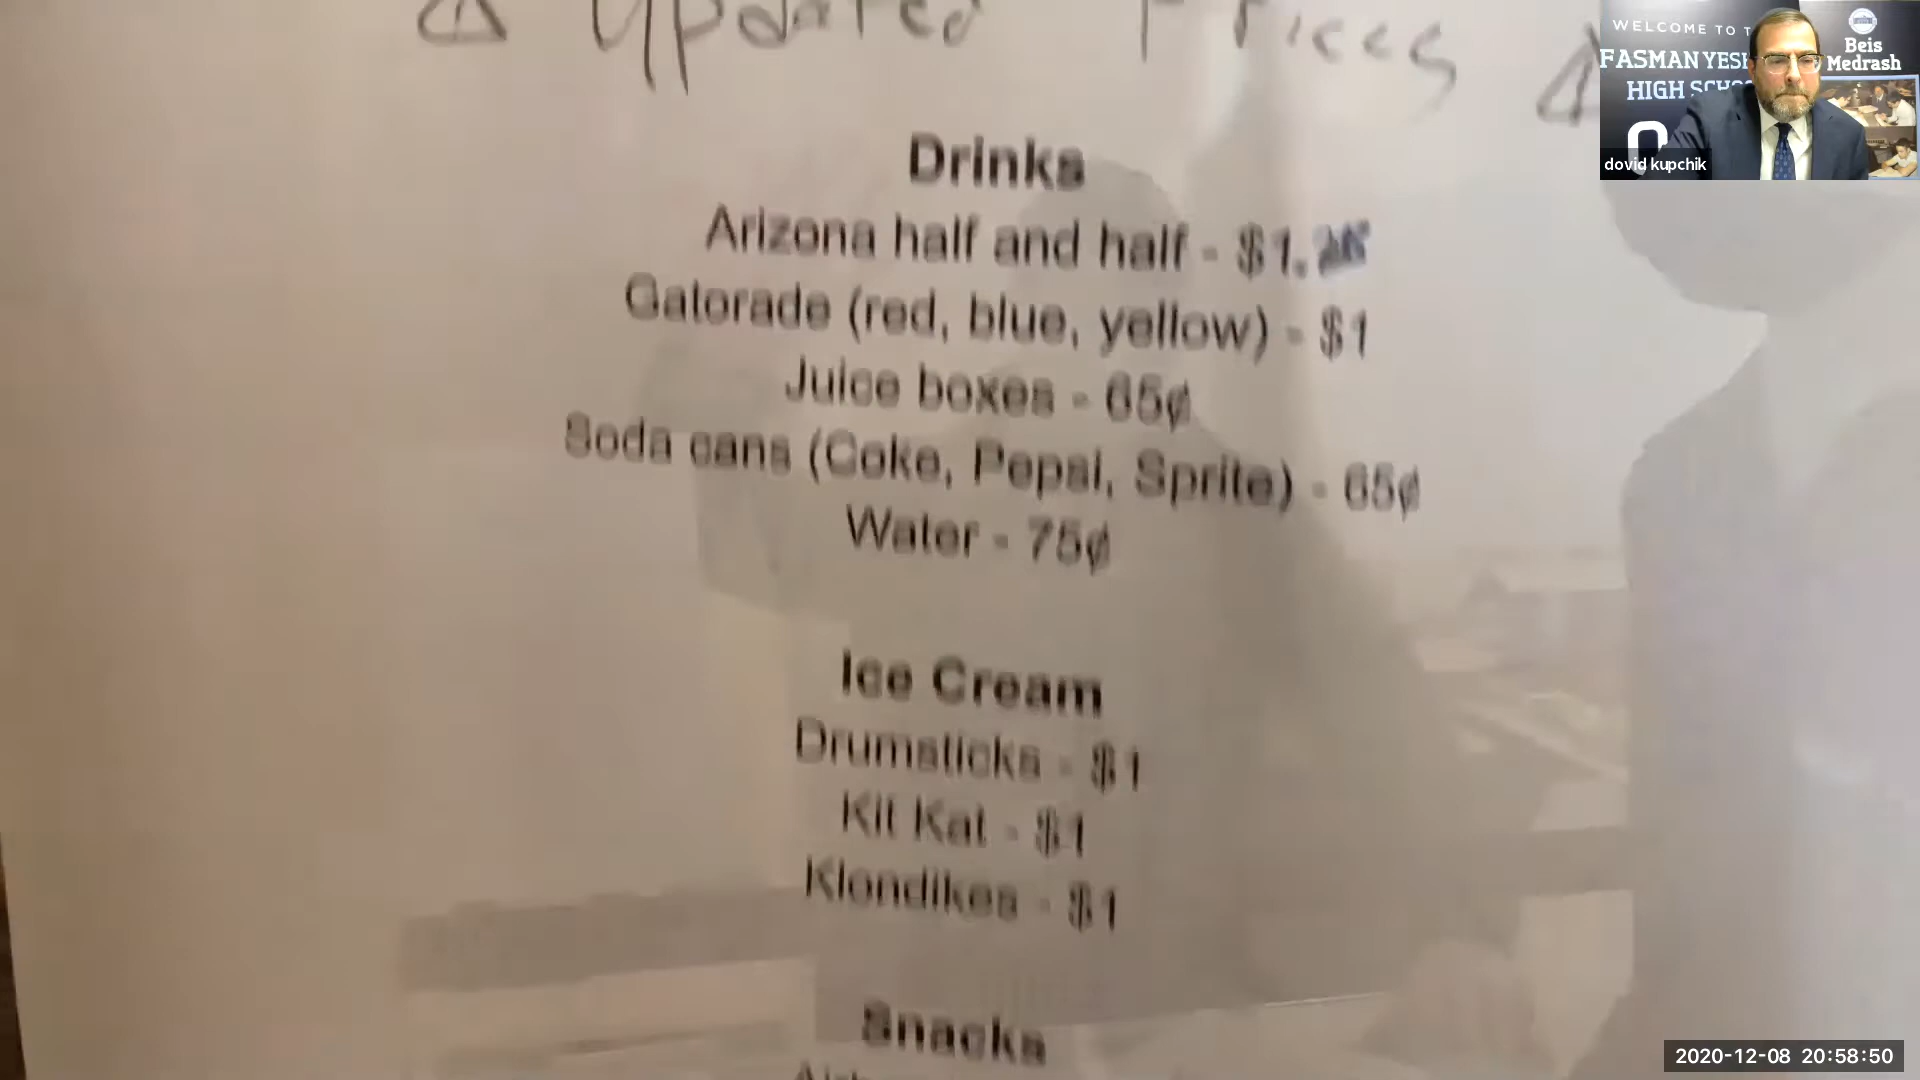 Updated Prices
Drinks
Arizona half and half - $1.
Gatorade (red, blue, yellow) - $1
Juice boxes - 65¢
Soda cans (Coke, Pepsi, Sprite) - 65¢
Water - 75¢
Ice Cream
Drumsticks - $1
Kit Kat - $1
Klondikes - $1
Snacks
WELCOME TO T
FASMAN YESH
HIGH SCHO
Beis
Medrash
dovid kupchik
2020-12-08 20:58:50